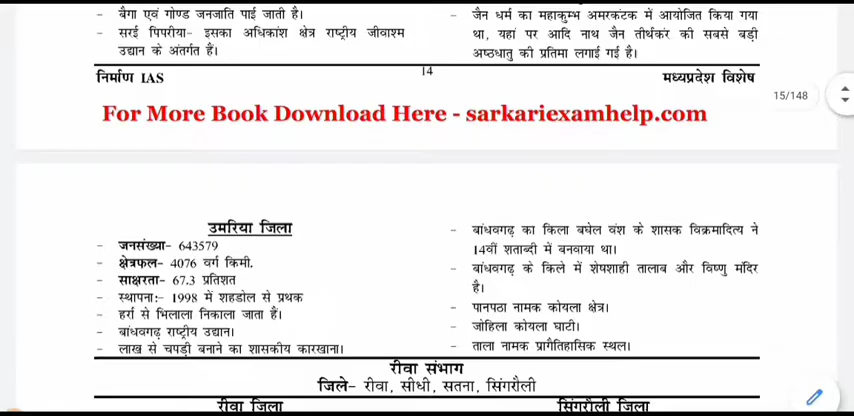 बैगा एवं गोण्ड जनजाति पाई जाती है।
- सरई पिपरीया- इसका अधिकांश क्षेत्र राष्ट्रीय जीवाश्म
उद्यान के अंतर्गत हैं।
- जैन धर्म का महाकुम्भ अमरकंटक में आयोजित किया गया
था, यहां पर आदि नाथ जैन तीर्थकर की सबसे बड़ी
अष्ठधातु की प्रतिमा लगाई गई है।
निर्माण IAS
14
मध्यप्रदेश विशेष
15/148
For More Book Download Here - sarkariexamhelp.com
उमरिया जिला
- जनसंख्या- 643579
- क्षेत्रफल- 4076 वर्ग किमी.
- साक्षरता- 67.3 प्रतिशत
- स्थापना:- 1998 में शहडोल से प्रथक
- हर्रा से भिलाला निकाला जाता हैं।
- बांधवगढ़ राष्ट्रीय उद्यान।
- लाख से चपड़ी बनाने का शासकीय कारखाना।
- बांधवगढ़ का किला बघेल वंश के शासक विक्रमादित्य ने
14वीं शताब्दी में बनवाया था।
- बांधवगढ़ के किले में शेषशाही तालाब और विष्णु मंदिर
है।
- पानपठा नामक कोयला क्षेत्र।
- जोहिला कोयला घाटी।
- ताला नामक प्रागैतिहासिक स्थल।
रीवा संभाग
जिले- रीवा, सीधी, सतना, सिंगरौली
रीवा जिला
सिंगरौली जिला